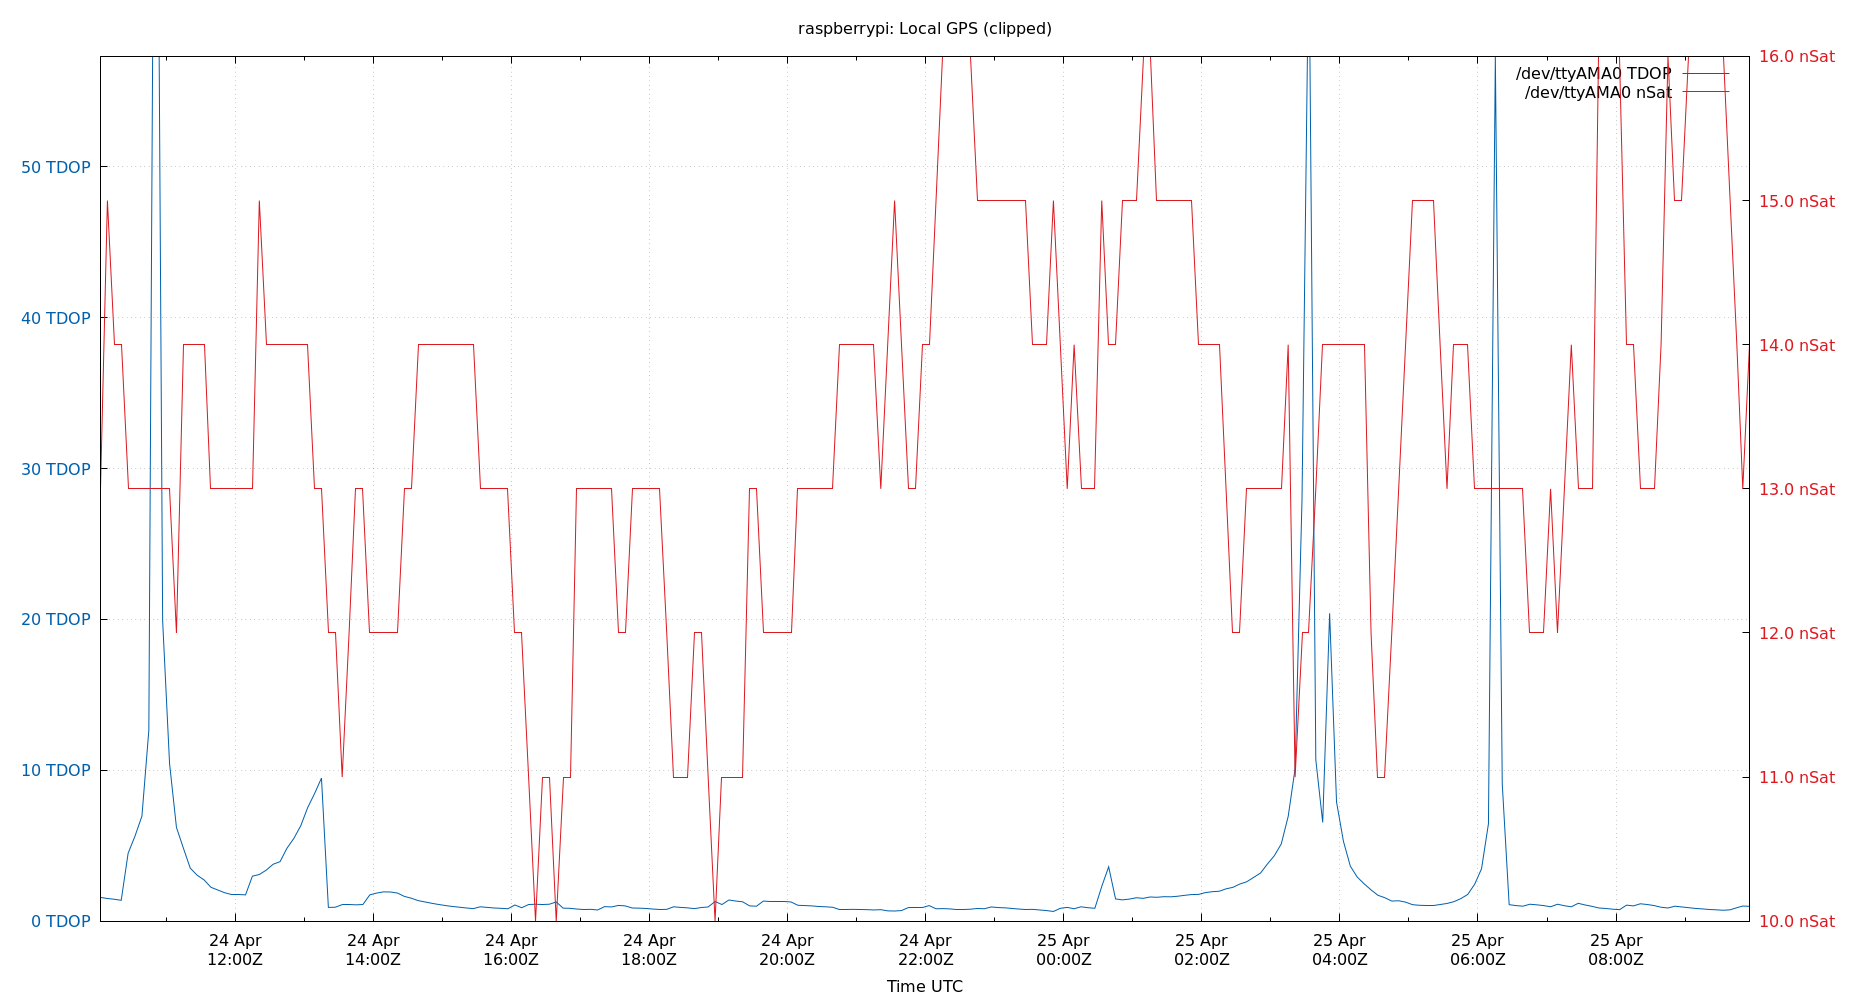 raspberrypi: Local GPS (clipped)
/dev/ttyAMA0 TDOP
/dev/ttyAMA0 nSat
50 TDOP
40 TDOP
30 TDOP
20 TDOP
10 TDOP
0 TDOP
16.0 nSat
15.0 nSat
14.0 nSat
13.0 nSat
12.0 nSat
11.0 nSat
10.0 nSat
24 Apr
12:00Z
24 Apr
14:00Z
24 Apr
16:00Z
24 Apr
18:00Z
24 Apr
20:00Z
24 Apr
22:00Z
25 Apr
00:00Z
25 Apr
02:00Z
25 Apr
04:00Z
25 Apr
06:00Z
25 Apr
08:00Z
Time UTC